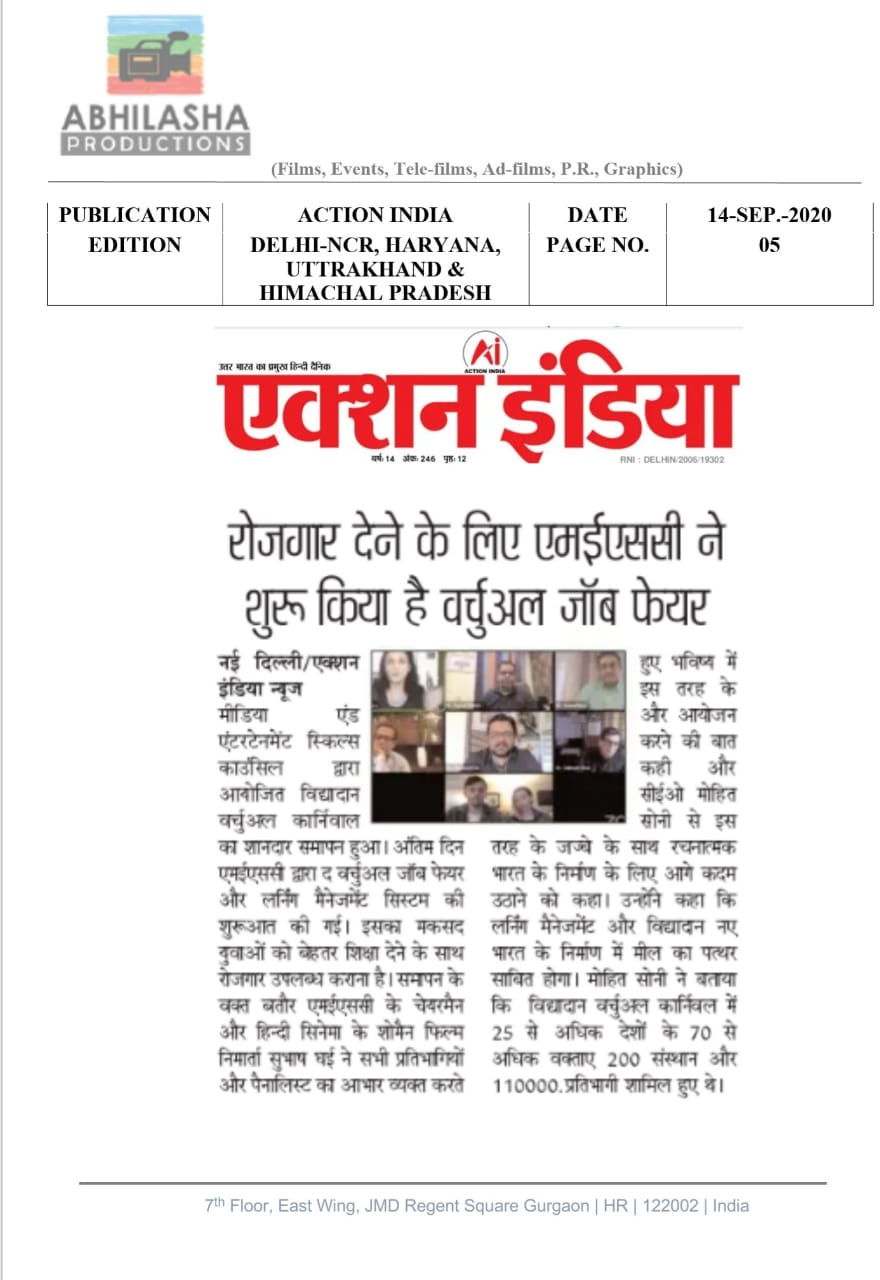 ABHILASHA
PRODUCTIONS
(Films, Events, Tele-films, Ad-films, P.R., Graphics)
PUBLICATION ACTION INDIA DATE 14-SEP.-2020
EDITION DELHI-NCR, HARYANA, PAGE NO. 05
UTTRAKHAND &
HIMACHAL PRADESH
Ai
ACTION INDIA
उत्तर भारत का प्रमुख हिन्दी दैनिक
एक्शन इंडिया
वर्ष: 14 अंक: 246 पृष्ठ: 12
RNI : DELHIN/2006/19302
रोजगार देने के लिए एमईएससी ने
शुरू किया है वर्चुअल जॉब फेयर
नई दिल्ली/एक्शन
इंडिया न्यूज
मीडिया एंड
एंटरटेनमेंट स्किल्स
काउंसिल द्वारा
आयोजित विद्यादान
वर्चुअल कार्निवाल
का शानदार समापन हुआ। अंतिम दिन
एमईएससी द्वारा द वर्चुअल जॉब फेयर
और लर्निंग मैनेजमेंट सिस्टम की
शुरूआत की गई। इसका मकसद
युवाओं को बेहतर शिक्षा देने के साथ
रोजगार उपलब्ध कराना है। समापन के
वक्त बतौर एमईएससी के चेयरमैन
और हिन्दी सिनेमा के शोमैन फिल्म
निमार्ता सुभाष घई ने सभी प्रतिभागियों
और पैनालिस्ट का आभार व्यक्त करते
हुए भविष्य में
इस तरह के
और आयोजन
करने की बात
कही और
सीईओ मोहित
सोनी से इस
तरह के जज्बे के साथ रचनात्मक
भारत के निर्माण के लिए आगे कदम
उठाने को कहा। उन्होंने कहा कि
लर्निंग मैनेजमेंट और विद्यादान नए
भारत के निर्माण में मील का पत्थर
साबित होगा। मोहित सोनी ने बताया
कि विद्यादान वर्चुअल कार्निवल में
25 से अधिक देशों के 70 से
अधिक वक्ताए 200 संस्थान और
110000.प्रतिभागी शामिल हुए थे।
7th Floor, East Wing, JMD Regent Square Gurgaon | HR | 122002 | India